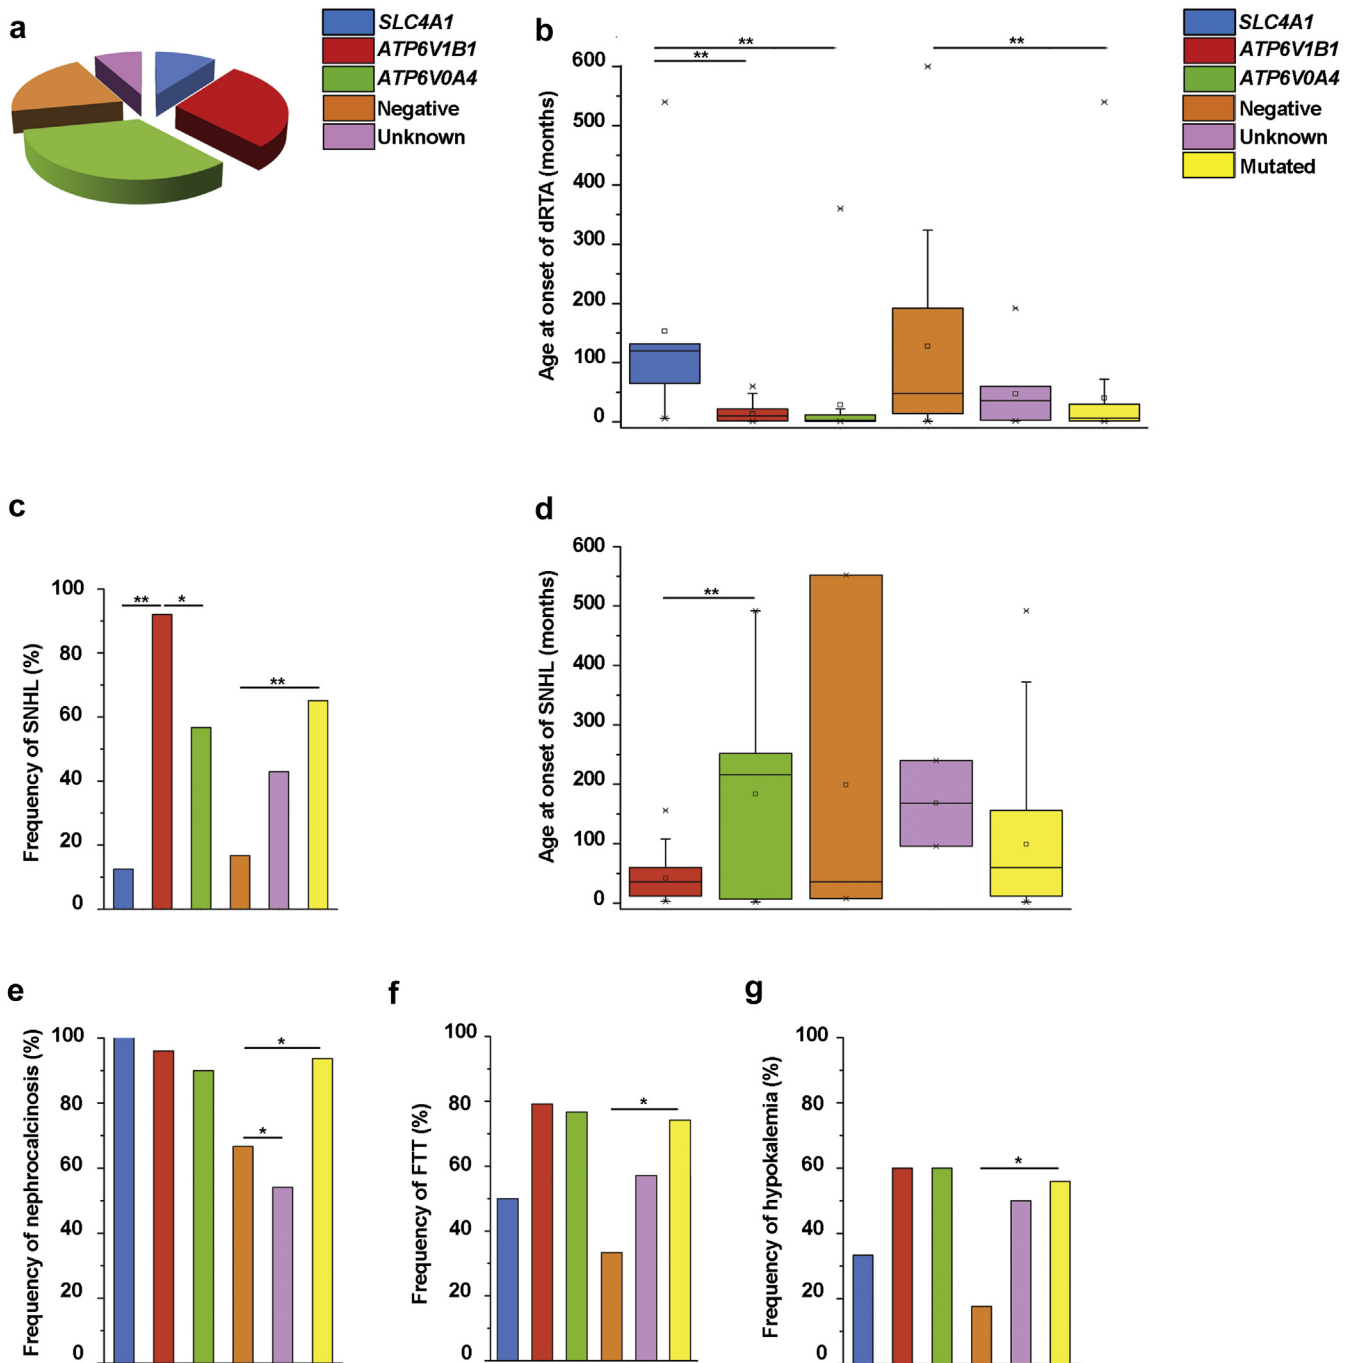 a
SLC4A1
ATP6V1B1
ATP6V0A4
Negative
Unknown
b
Age at onset of dRTA (months)
600
500
400
300
200
100
0
**
**
**
SLC4A1
ATP6V1B1
ATP6V0A4
Negative
Unknown
Mutated
c
Frequency of SNHL (%)
100
80
60
40
20
0
**
*
**
d
Age at onset of SNHL (months)
600
500
400
300
200
100
0
**
e
Frequency of nephrocalcinosis (%)
100
80
60
40
20
0
*
*
f
Frequency of FTT (%)
100
80
60
40
20
0
*
g
Frequency of hypokalemia (%)
100
80
60
40
20
0
*